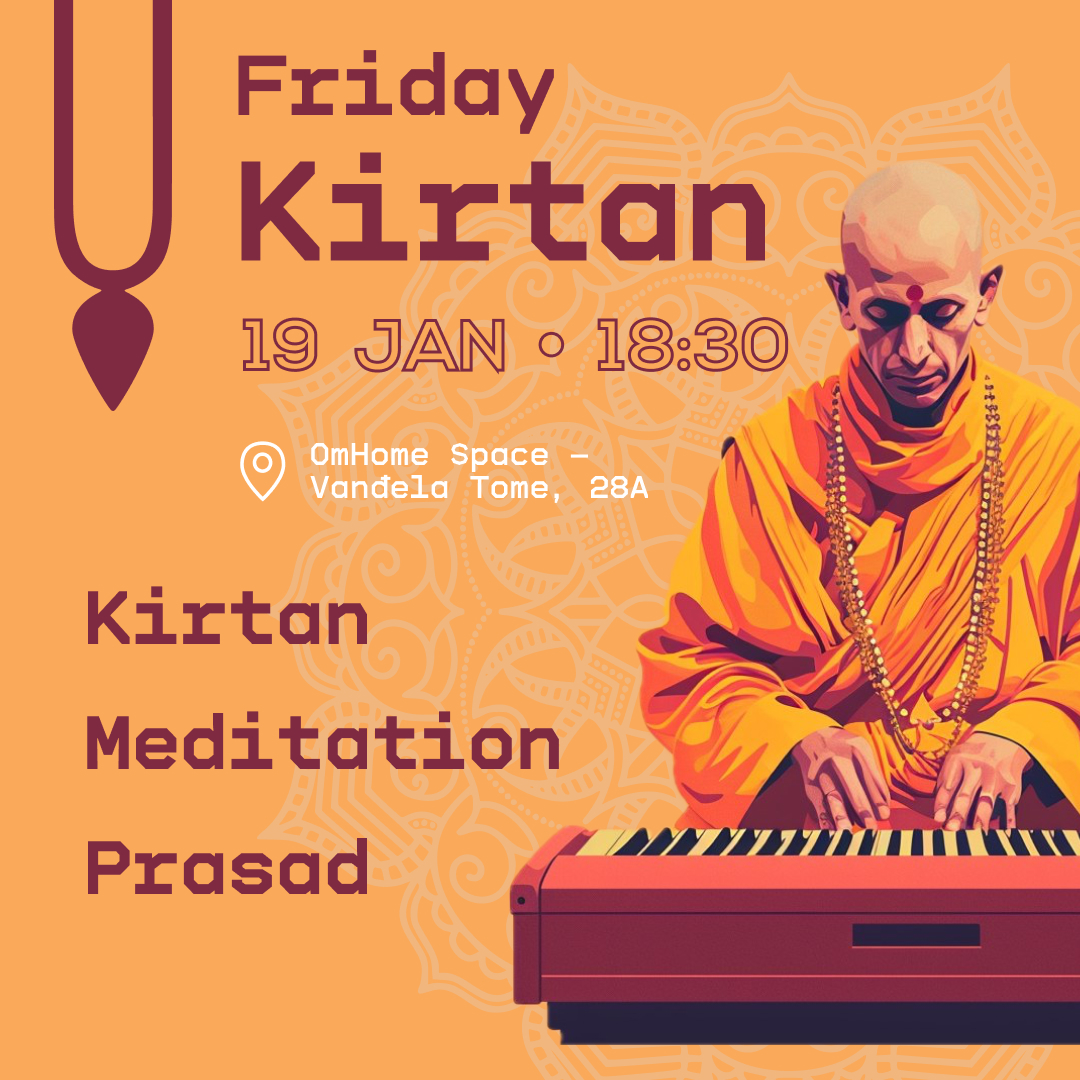 Friday
Kirtan
19 JAN • 18:30
OmHome Space –
Vanđela Tome, 28A
Kirtan
Meditation
Prasad